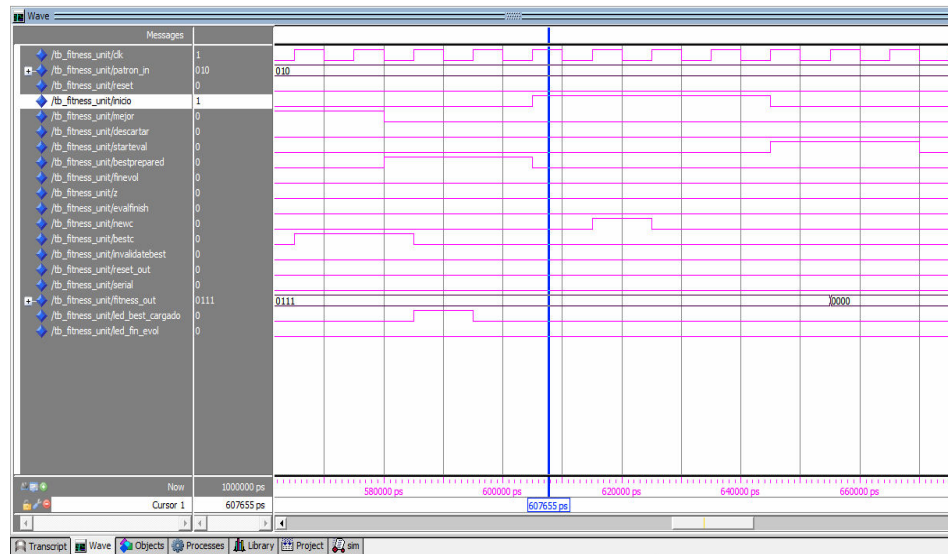 Wave
Messages
/tb_fitness_unit/clk 1
/tb_fitness_unit/patron_in 010 010
/tb_fitness_unit/reset 0
/tb_fitness_unit/inicio 1
/tb_fitness_unit/mejor 0
/tb_fitness_unit/descartar 0
/tb_fitness_unit/starteval 0
/tb_fitness_unit/bestprepared 0
/tb_fitness_unit/finevol 0
/tb_fitness_unit/z 0
/tb_fitness_unit/evalfinish 0
/tb_fitness_unit/newc 0
/tb_fitness_unit/bestc 0
/tb_fitness_unit/invalidatebest 0
/tb_fitness_unit/reset_out 0
/tb_fitness_unit/serial 0
/tb_fitness_unit/fitness_out 0111 0111 0000
/tb_fitness_unit/led_best_cargado 0
/tb_fitness_unit/led_fin_evol 0
Now 1000000 ps 580000 ps 600000 ps 620000 ps 640000 ps 660000 ps
Cursor 1 607655 ps 607655 ps
Transcript Wave Objects Processes Library Project sim